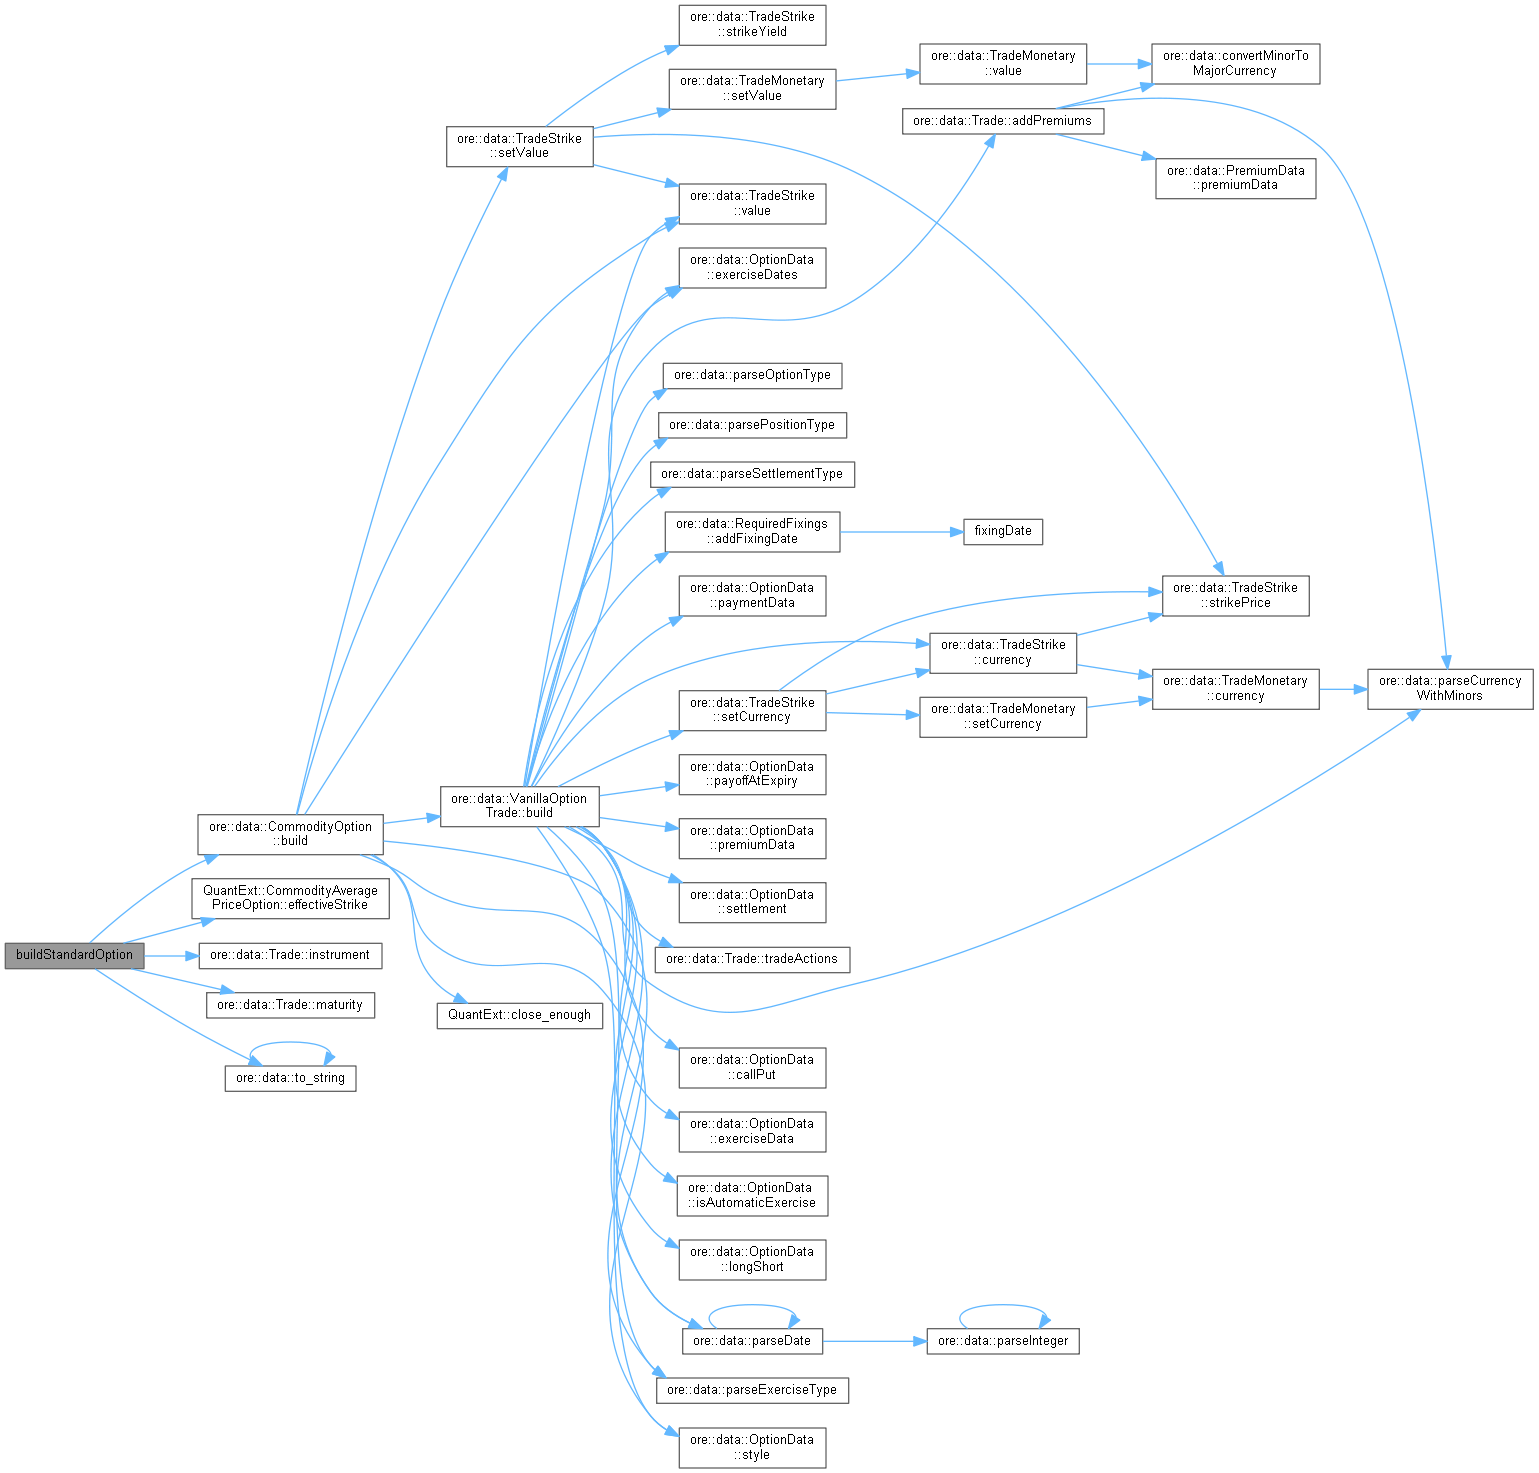 ore::data::TradeStrike
::strikeYield
ore::data::TradeMonetary
::value
ore::data::convertMinorTo
MajorCurrency
ore::data::TradeMonetary
::setValue
ore::data::Trade::addPremiums
ore::data::TradeStrike
::setValue
ore::data::PremiumData
::premiumData
ore::data::TradeStrike
::value
ore::data::OptionData
::exerciseDates
ore::data::parseOptionType
ore::data::parsePositionType
ore::data::parseSettlementType
ore::data::RequiredFixings
::addFixingDate
fixingDate
ore::data::OptionData
::paymentData
ore::data::TradeStrike
::strikePrice
ore::data::TradeStrike
::currency
ore::data::TradeMonetary
::currency
ore::data::parseCurrency
WithMinors
ore::data::TradeStrike
::setCurrency
ore::data::TradeMonetary
::setCurrency
ore::data::OptionData
::payoffAtExpiry
ore::data::VanillaOption
Trade::build
ore::data::CommodityOption
::build
ore::data::OptionData
::premiumData
QuantExt::CommodityAverage
PriceOption::effectiveStrike
ore::data::OptionData
::settlement
buildStandardOption
ore::data::Trade::instrument
ore::data::Trade::tradeActions
ore::data::Trade::maturity
QuantExt::close_enough
ore::data::to_string
ore::data::OptionData
::callPut
ore::data::OptionData
::exerciseData
ore::data::OptionData
::isAutomaticExercise
ore::data::OptionData
::longShort
ore::data::parseDate
ore::data::parseInteger
ore::data::parseExerciseType
ore::data::OptionData
::style